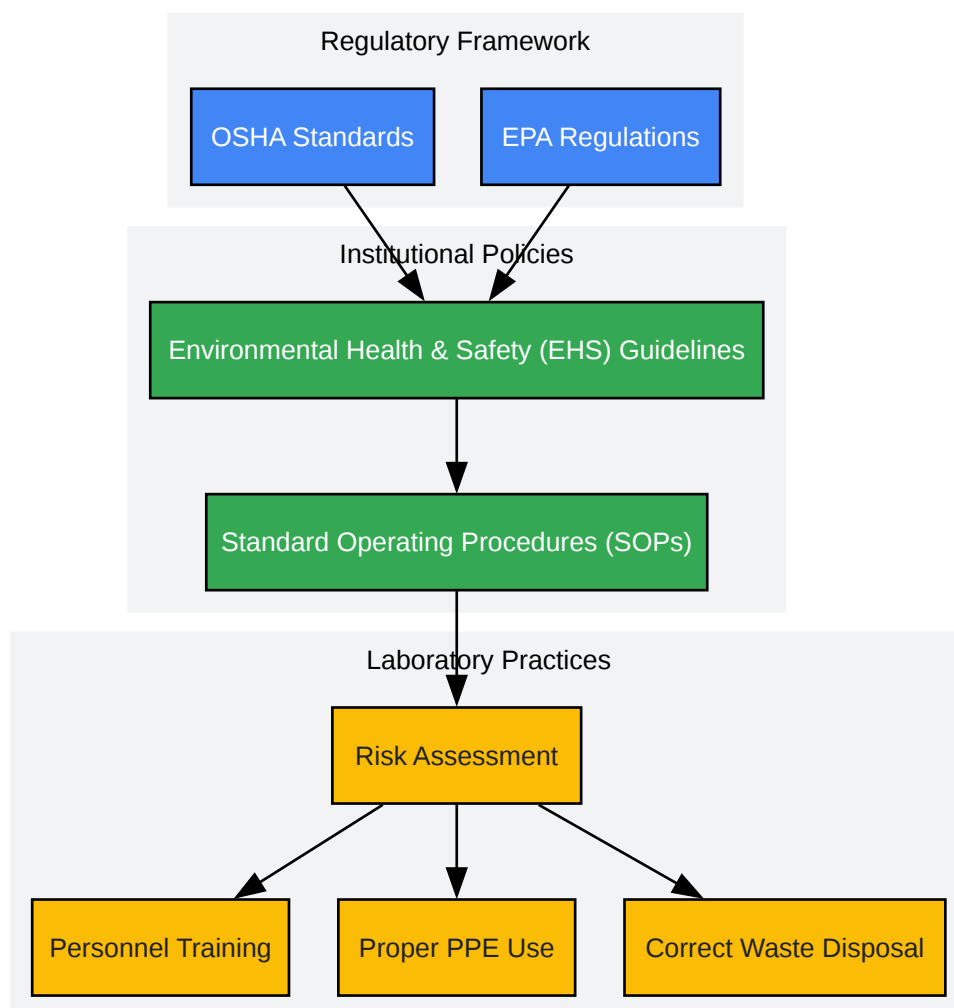 Regulatory Framework
OSHA Standards
EPA Regulations
Institutional Policies
Environmental Health & Safety (EHS) Guidelines
Standard Operating Procedures (SOPs)
Laboratory Practices
Risk Assessment
Personnel Training
Proper PPE Use
Correct Waste Disposal